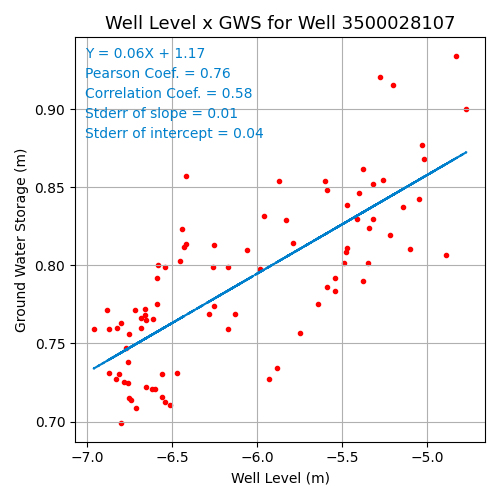 Well Level x GWS for Well 3500028107
Y = 0.06X + 1.17
Pearson Coef. = 0.76
Correlation Coef. = 0.58
Stderr of slope = 0.01
Stderr of intercept = 0.04
Ground Water Storage (m)
0.90
0.85
0.80
0.75
0.70
−7.0 −6.5 −6.0 −5.5 −5.0
Well Level (m)